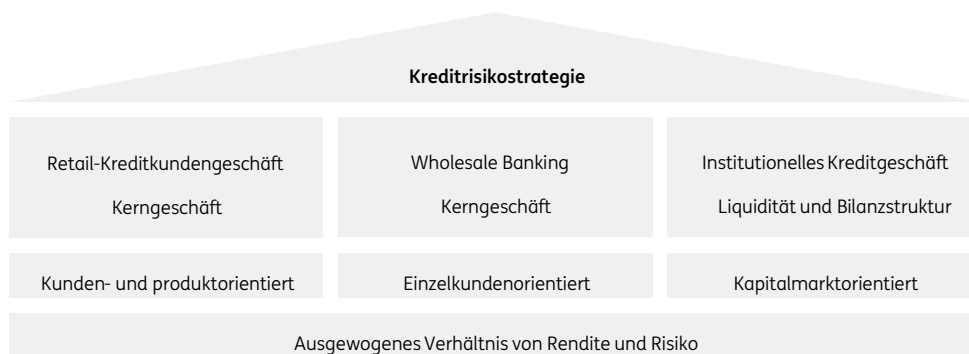 Kreditrisikostrategie
Retail-Kreditkundengeschäft
Kerngeschäft
Wholesale Banking
Kerngeschäft
Institutionelles Kreditgeschäft
Liquidität und Bilanzstruktur
Kunden- und produktorientiert
Einzelkundenorientiert
Kapitalmarktorientiert
Ausgewogenes Verhältnis von Rendite und Risiko